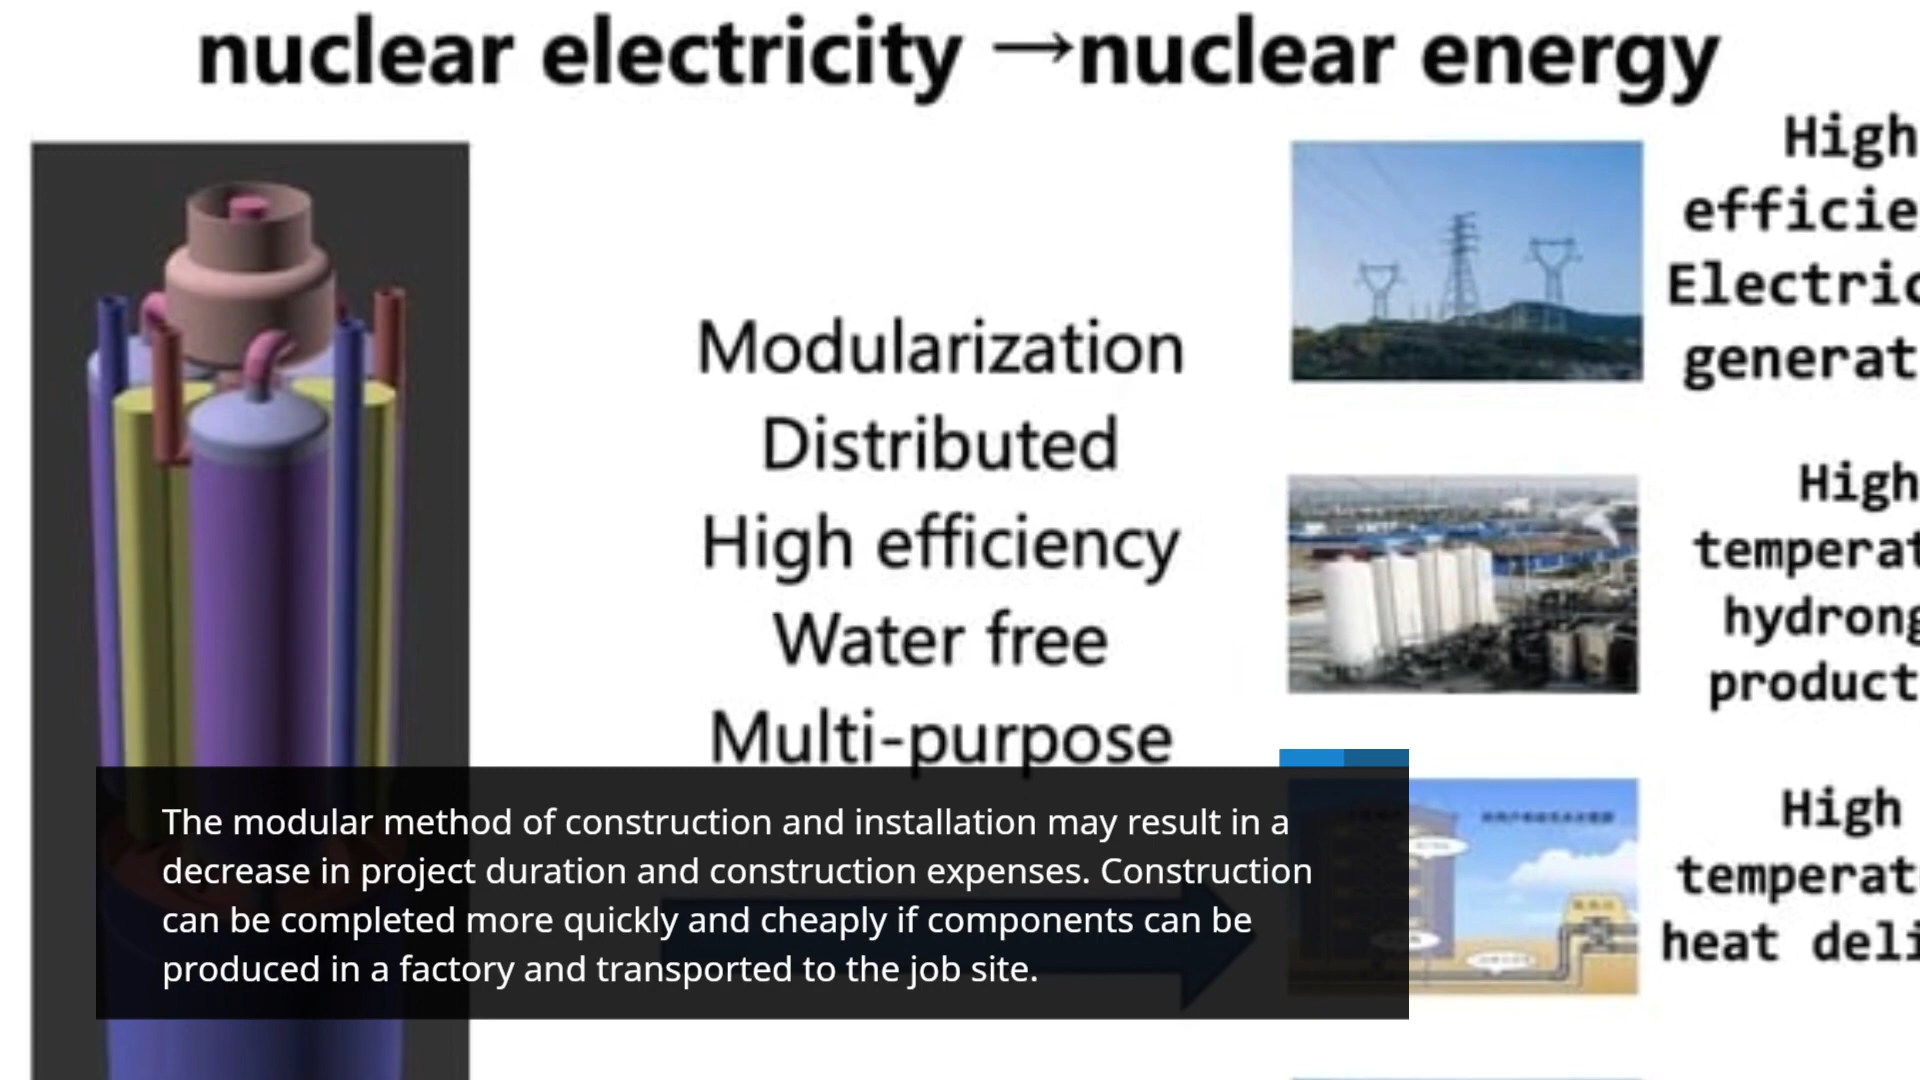 nuclear electricity →nuclear energy
Modularization
Distributed
High efficiency
Water free
Multi-purpose
High
efficie
Electric
generat
High
temperat
hydrong
product
High
temperat
heat deli
The modular method of construction and installation may result in a
decrease in project duration and construction expenses. Construction
can be completed more quickly and cheaply if components can be
produced in a factory and transported to the job site.